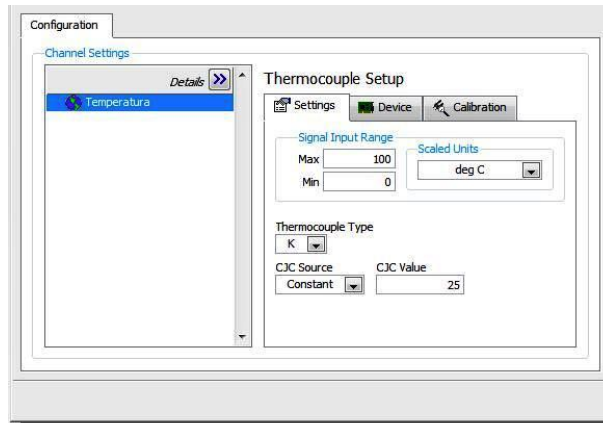 Configuration
Channel Settings
Details
Temperatura
Thermocouple Setup
Settings Device Calibration
Signal Input Range
Scaled Units
Max 100
deg C
Min 0
Thermocouple Type
K
CJC Source CJC Value
Constant 25